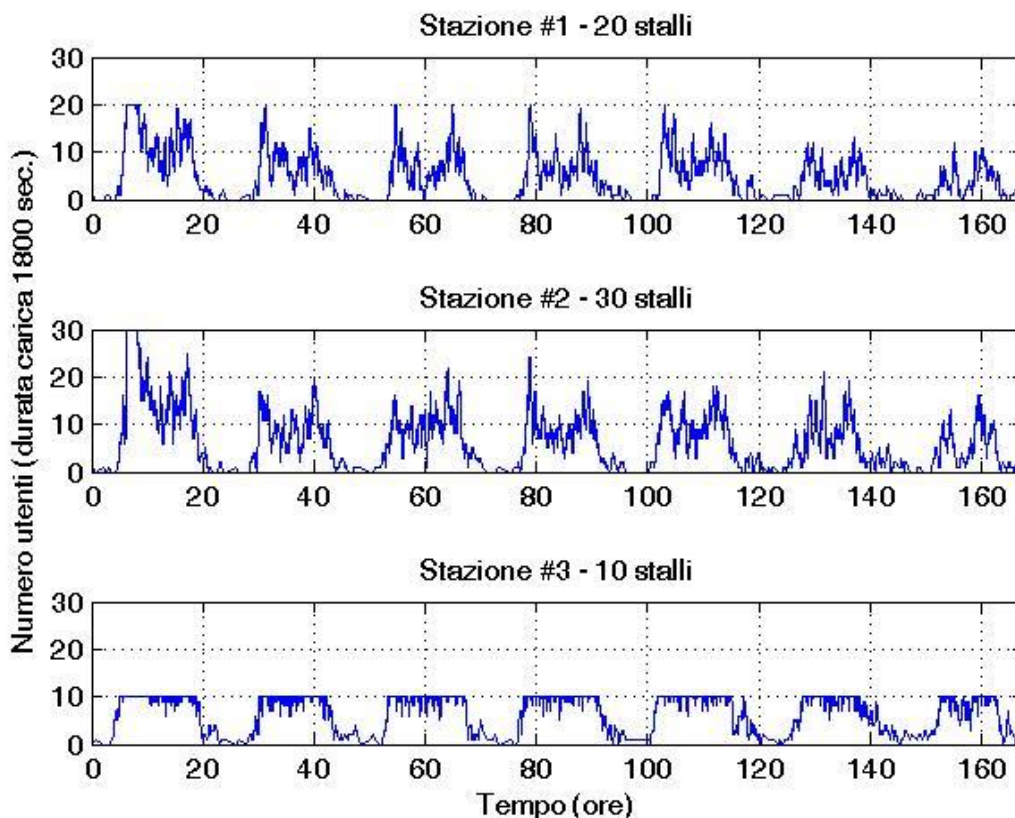 Stazione #1 - 20 stalli
30
20
10
0
0 20 40 60 80 100 120 140 160
Numero utenti (durata carica 1800 sec.)
Stazione #2 - 30 stalli
30
20
10
0
0 20 40 60 80 100 120 140 160
Stazione #3 - 10 stalli
30
20
10
0
0 20 40 60 80 100 120 140 160
Tempo (ore)